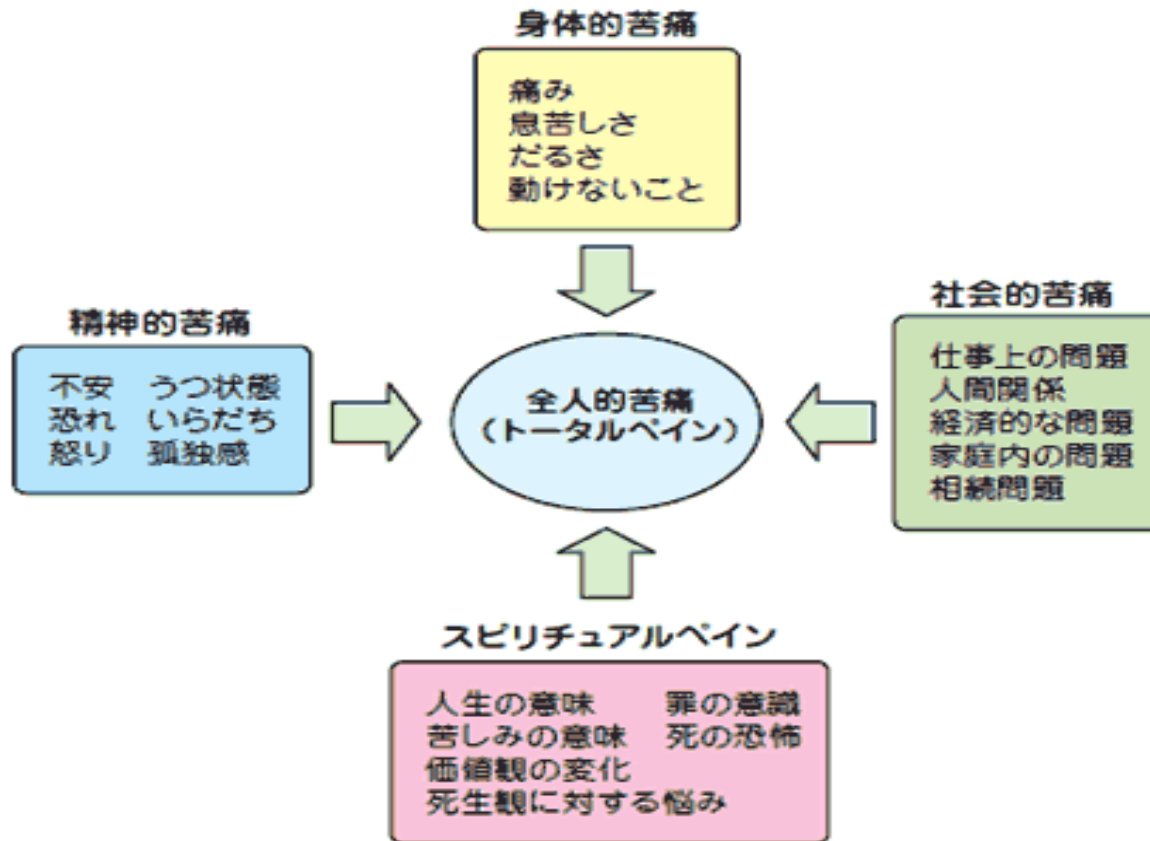 身体的苦痛
痛み
息苦しさ
だるさ
動けないこと
精神的苦痛
不安　うつ状態
恐れ　いらだち
怒り　孤独感
全人的苦痛
（トータルペイン）
社会的苦痛
仕事上の問題
人間関係
経済的な問題
家庭内の問題
相続問題
スピリチュアルペイン
人生の意味　罪の意識
苦しみの意味　死の恐怖
価値観の変化
死生観に対する悩み